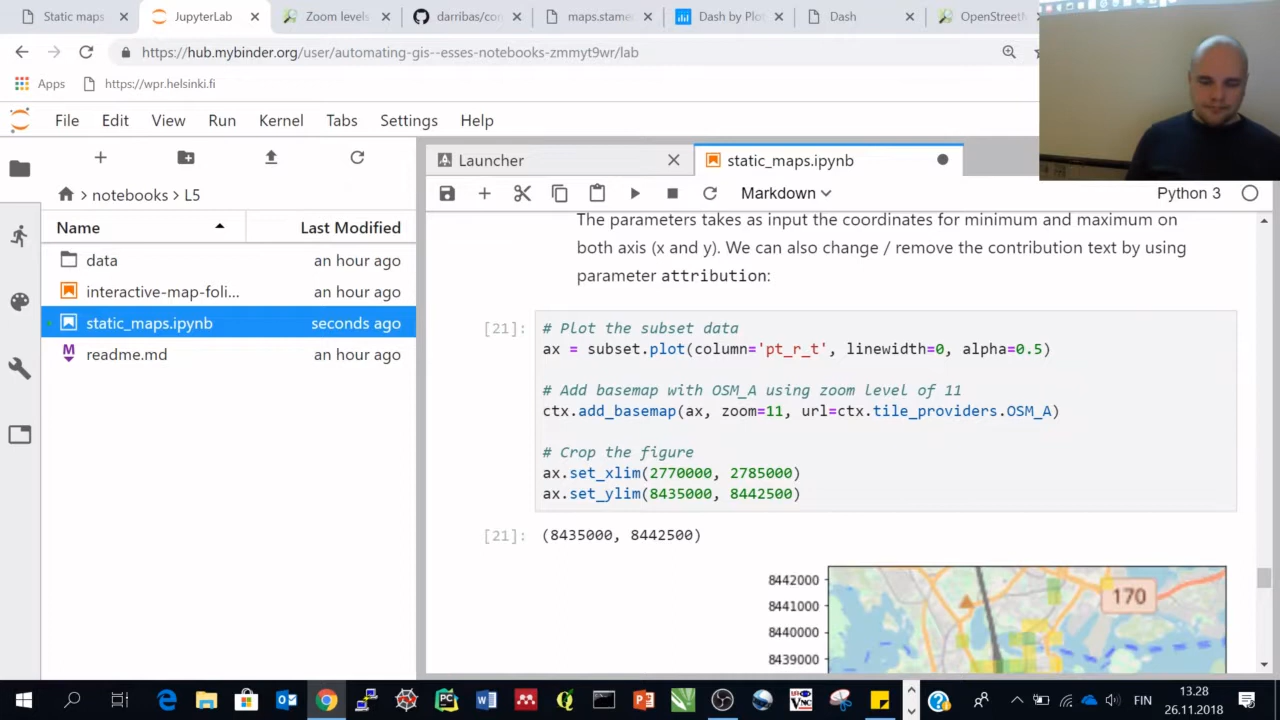 Static maps
JupyterLab
Zoom levels
darribas/con
maps.stamen
Dash by Plot
Dash
OpenStreetM
https://hub.mybinder.org/user/automating-gis--esses-notebooks-zmmyt9wr/lab
Apps
https://wpr.helsinki.fi
File
Edit
View
Run
Kernel
Tabs
Settings
Help
Launcher
static_maps.ipynb
notebooks > L5
Markdown
Python 3
Name
Last Modified
data
an hour ago
interactive-map-foli...
an hour ago
static_maps.ipynb
seconds ago
readme.md
an hour ago
The parameters takes as input the coordinates for minimum and maximum on
both axis (x and y). We can also change / remove the contribution text by using
parameter attribution:
[21]:
# Plot the subset data
ax = subset.plot(column='pt_r_t', linewidth=0, alpha=0.5)
# Add basemap with OSM_A using zoom level of 11
ctx.add_basemap(ax, zoom=11, url=ctx.tile_providers.OSM_A)
# Crop the figure
ax.set_xlim(2770000, 2785000)
ax.set_ylim(8435000, 8442500)
[21]:
(8435000, 8442500)
8442000
8441000
8440000
8439000
170
FIN
13.28
26.11.2018